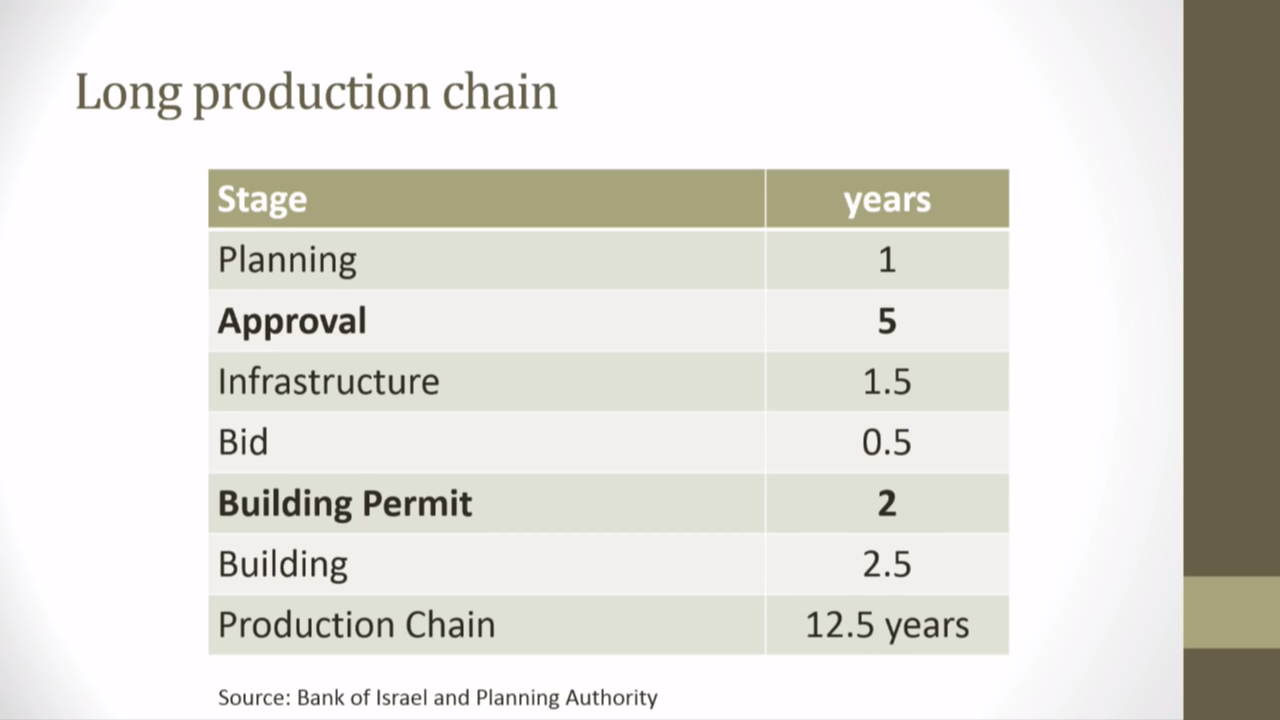 Long production chain
Stage years
Planning 1
Approval 5
Infrastructure 1.5
Bid 0.5
Building Permit 2
Building 2.5
Production Chain 12.5 years
Source: Bank of Israel and Planning Authority